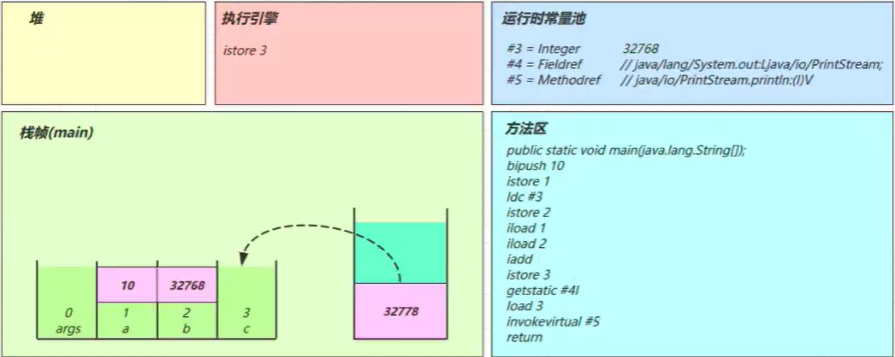 堆
执行引擎
istore 3
运行时常量池
#3 = Integer 32768
#4 = Fieldref // java/lang/System.out:Ljava/io/PrintStream;
#5 = Methodref // java/io/PrintStream.println:(I)V
栈帧(main)
10 32768
0 1 2 3
args a b c
32778
方法区
public static void main(java.lang.String[]);
bipush 10
istore 1
ldc #3
istore 2
iload 1
iload 2
iadd
istore 3
getstatic #4I
load 3
invokevirtual #5
return